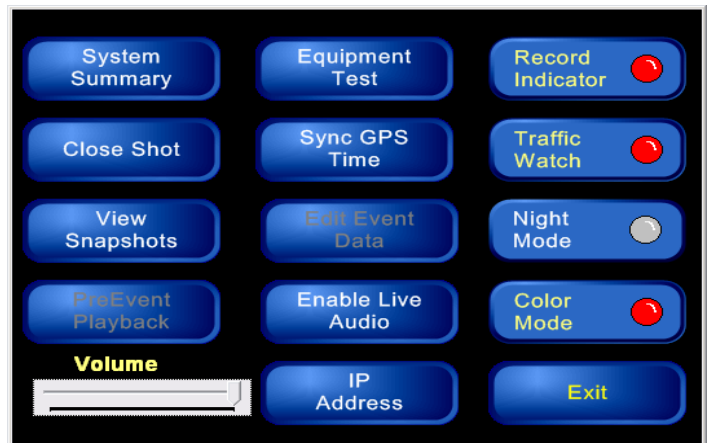 System
Summary
Equipment
Test
Record
Indicator
Close Shot
Sync GPS
Time
Traffic
Watch
View
Snapshots
Edit Event
Data
Night
Mode
PreEvent
Playback
Enable Live
Audio
Color
Mode
Volume
IP
Address
Exit